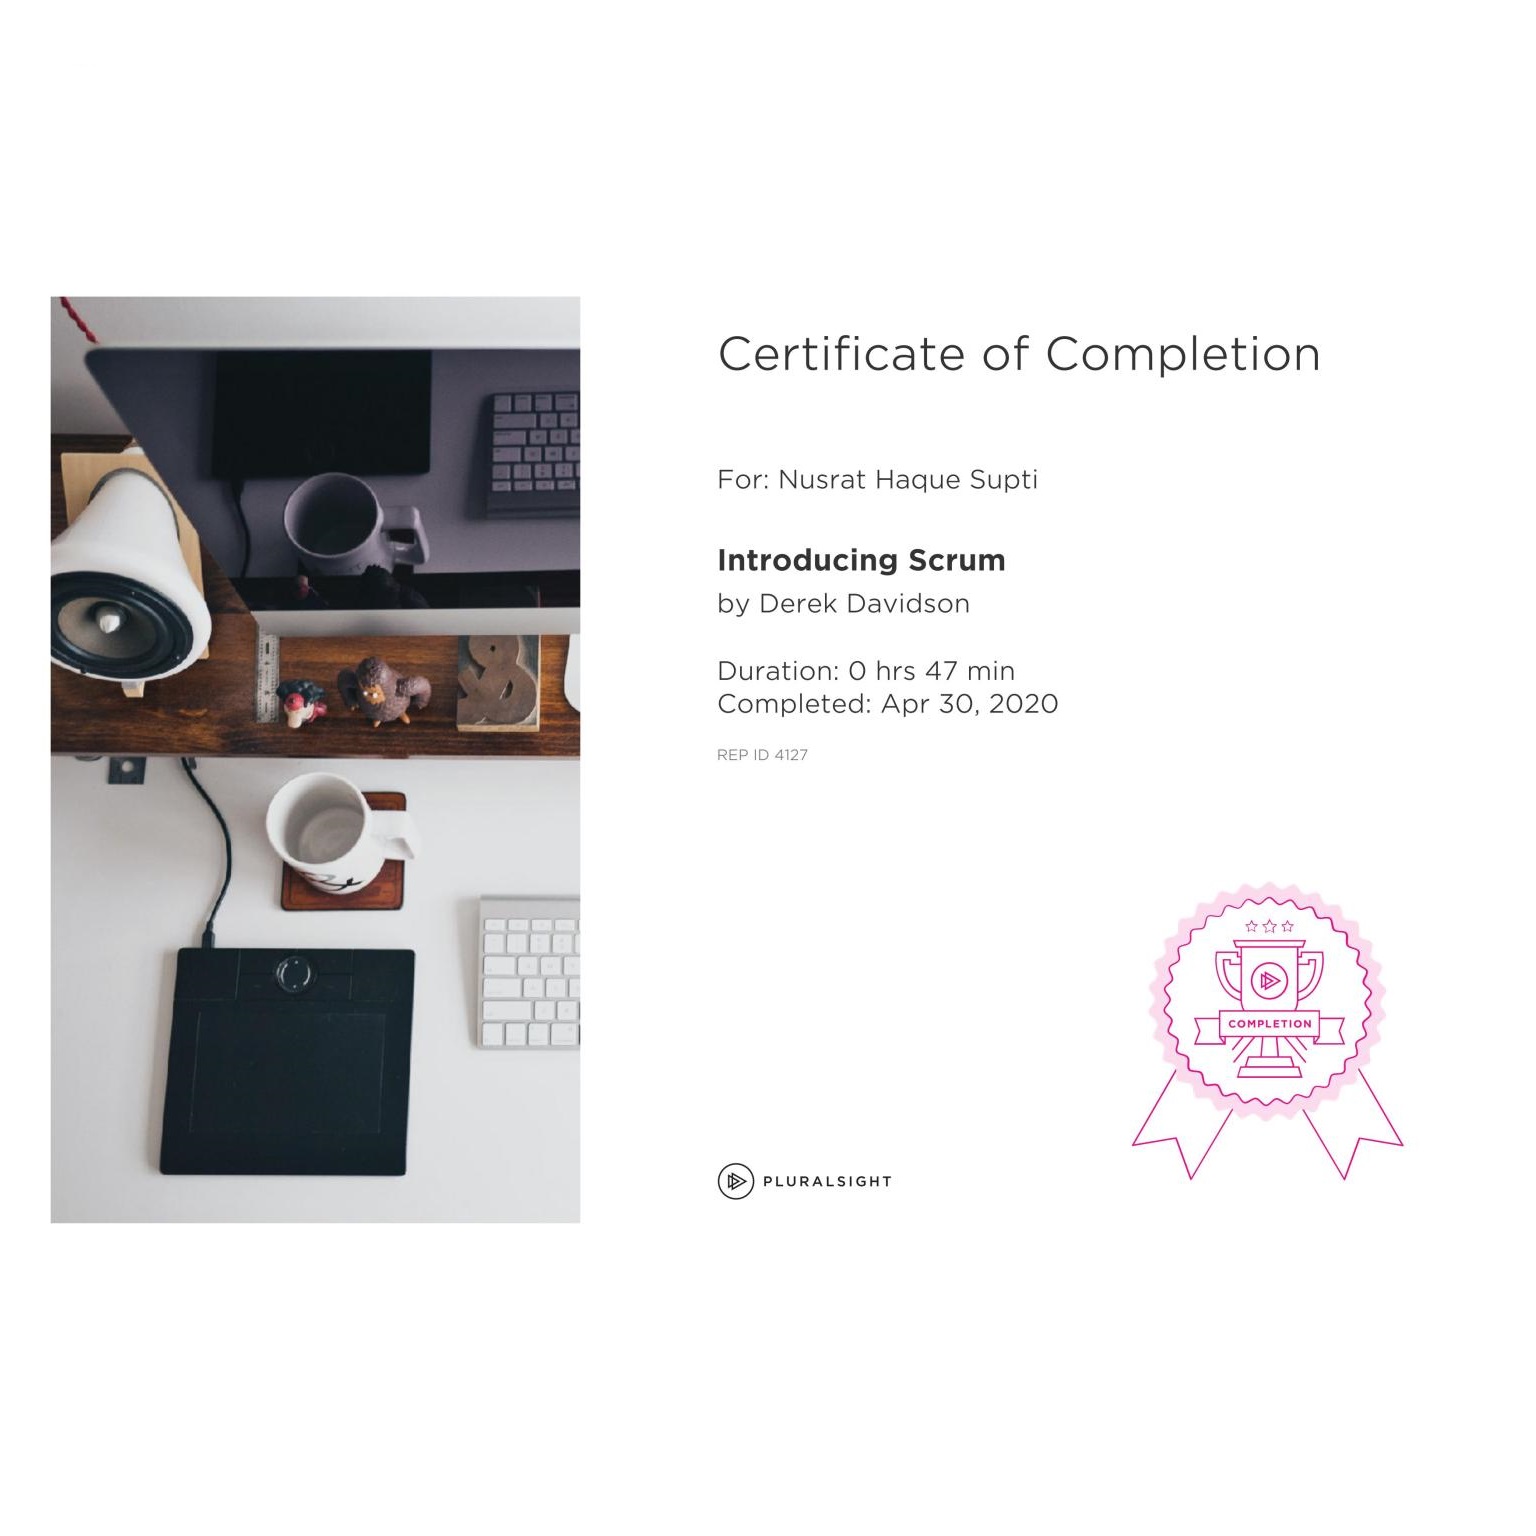 Certificate of Completion
For: Nusrat Haque Supti
Introducing Scrum
by Derek Davidson
Duration: 0 hrs 47 min
Completed: Apr 30, 2020
REP ID 4127
COMPLETION
PLURALSIGHT